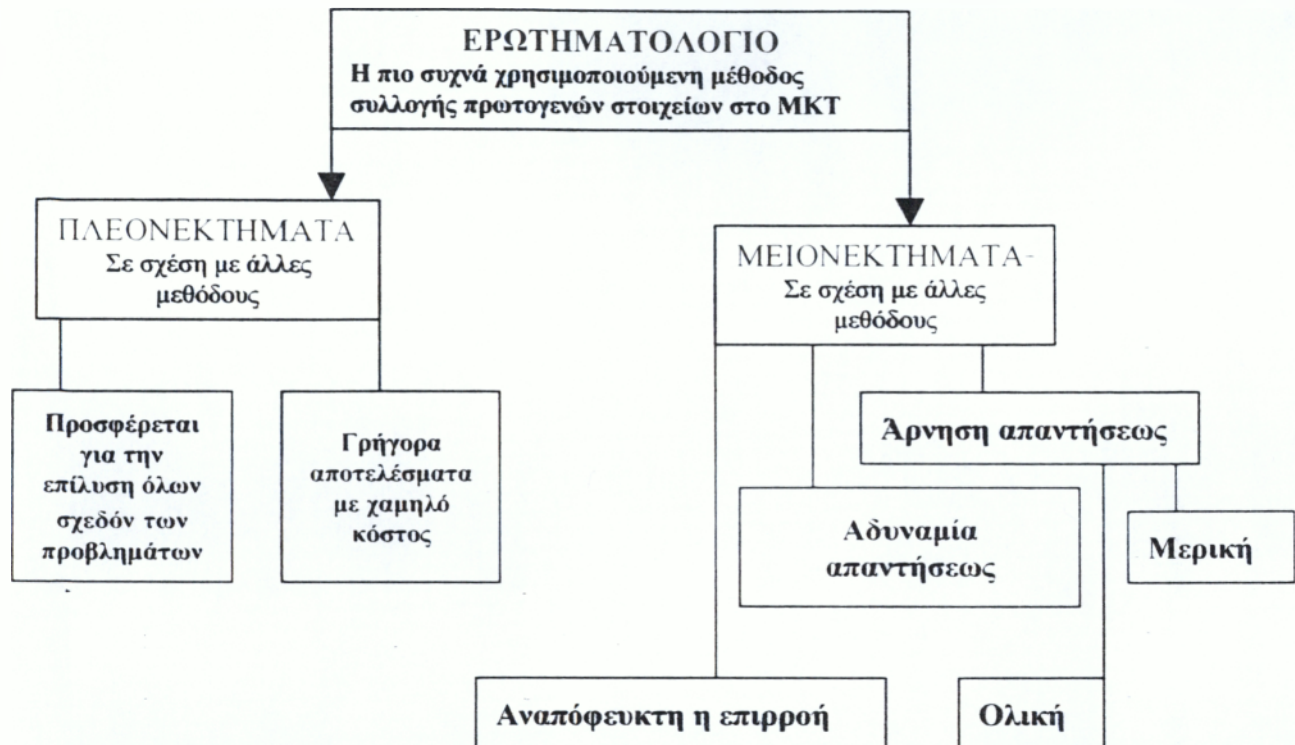 ΕΡΩΤΗΜΑΤΟΛΟΓΙΟ
Η πιο συχνά χρησιμοποιούμενη μέθοδος
συλλογής πρωτογενών στοιχείων στο ΜΚΤ
ΠΛΕΟΝΕΚΤΗΜΑΤΑ
Σε σχέση με άλλες
μεθόδους
ΜΕΙΟΝΕΚΤΗΜΑΤΑ-
Σε σχέση με άλλες
μεθόδους
Προσφέρεται
για την
επίλυση όλων
σχεδόν των
προβλημάτων
Γρήγορα
αποτελέσματα
με χαμηλό
κόστος
Άρνηση απαντήσεως
Αδυναμία
απαντήσεως
Μερική
Αναπόφευκτη η επιρροή
Ολική